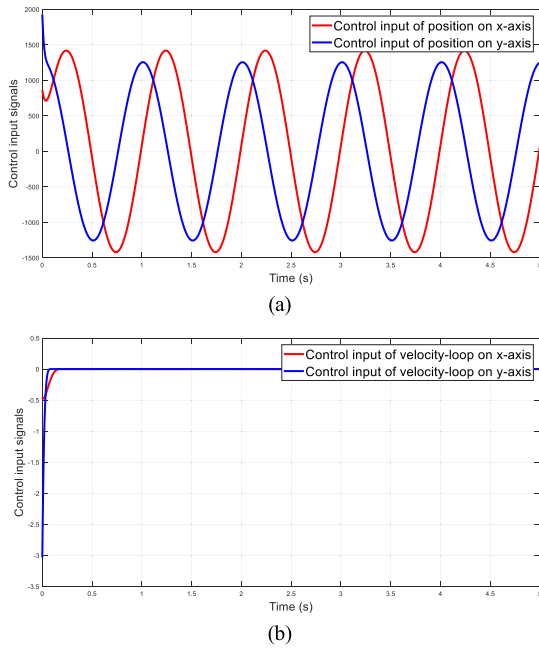 2000
1500
1000
500
0
-500
-1000
-1500
Control input signals
Control input of position on x-axis
Control input of position on y-axis
0 0.5 1 1.5 2 2.5 3 3.5 4 4.5 5
Time (s)
(a)
0.5
0
-0.5
-1
-1.5
-2
-2.5
-3
-3.5
Control input signals
Control input of velocity-loop on x-axis
Control input of velocity-loop on y-axis
0 0.5 1 1.5 2 2.5 3 3.5 4 4.5 5
Time (s)
(b)